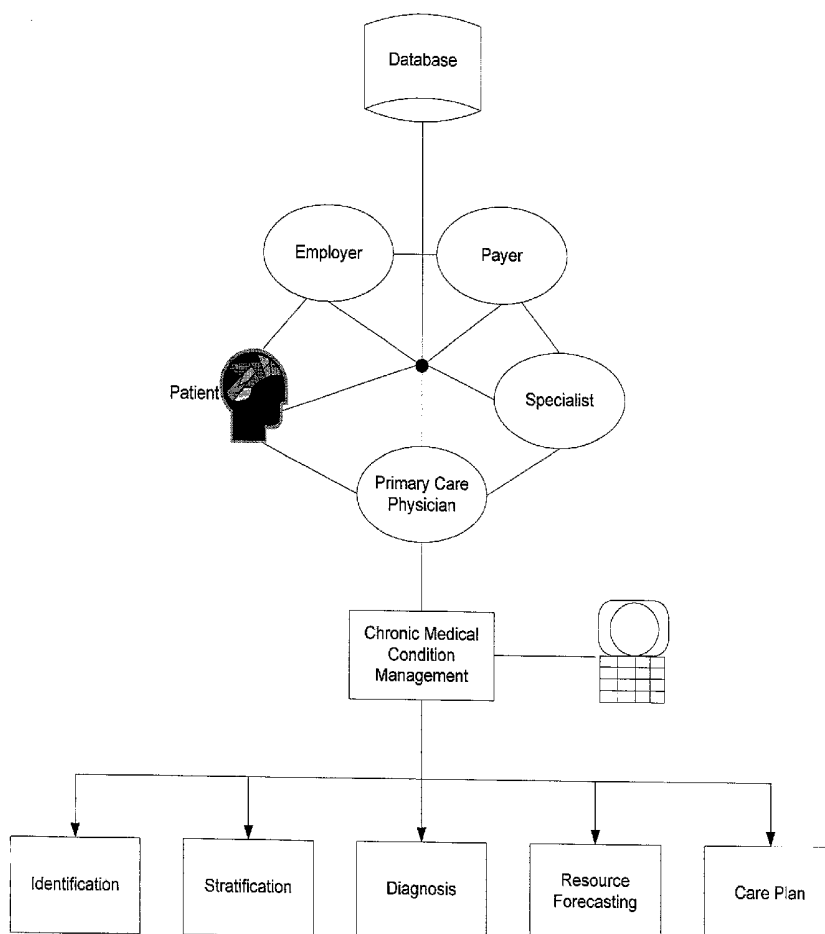 Database
Employer
Payer
Patient
Specialist
Primary Care
Physician
Chronic Medical
Condition
Management
Identification
Stratification
Diagnosis
Resource
Forecasting
Care Plan